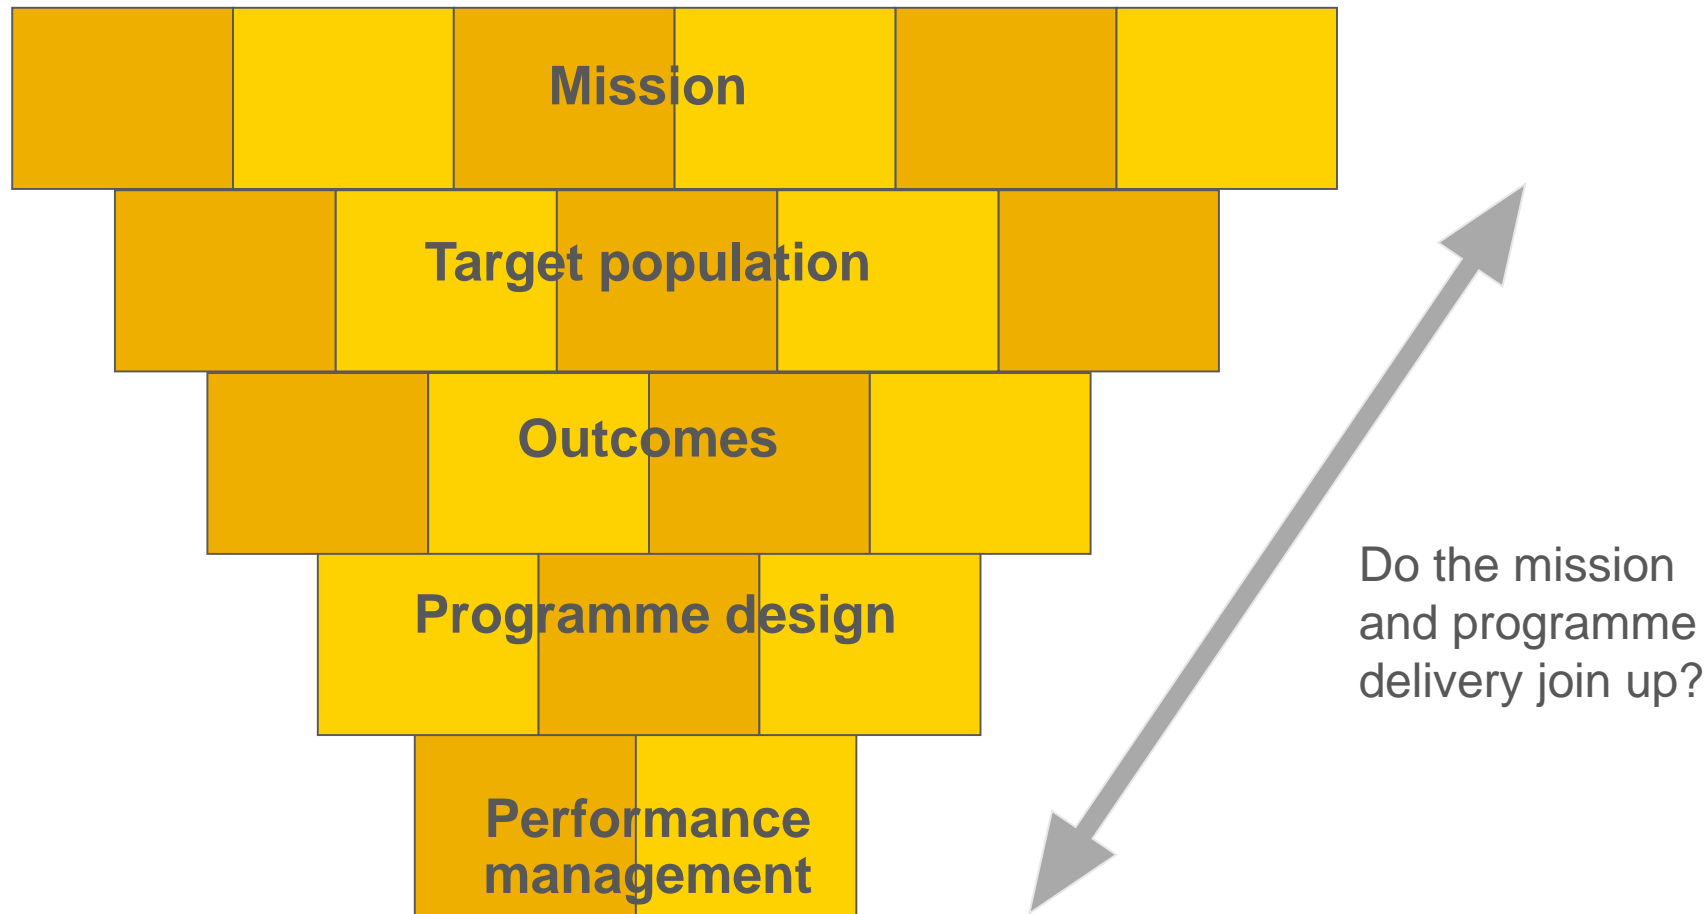 Mission
Target population
Outcomes
Programme design
Performance
management
Do the mission
and programme
delivery join up?